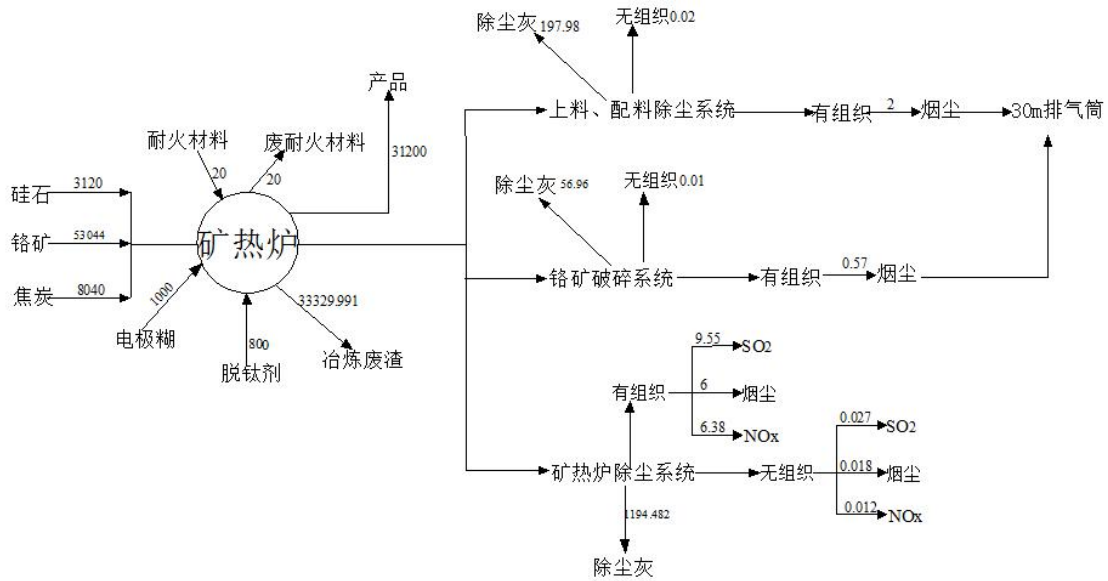 除尘灰 197.98
无组织0.02
产品
上料、配料除尘系统
有组织
2
烟尘
30m排气筒
耐火材料
废耐火材料
31200
20
20
除尘灰 56.96
无组织0.01
硅石
3120
铬矿
53044
矿热炉
焦炭
8040
铬矿破碎系统
有组织
0.57
烟尘
1000
33329.991
电极糊
800
脱钛剂
冶炼废渣
9.55
SO2
有组织
6
烟尘
6.38
NOx
0.027
SO2
矿热炉除尘系统
无组织
0.018
烟尘
0.012
NOx
1194.482
除尘灰